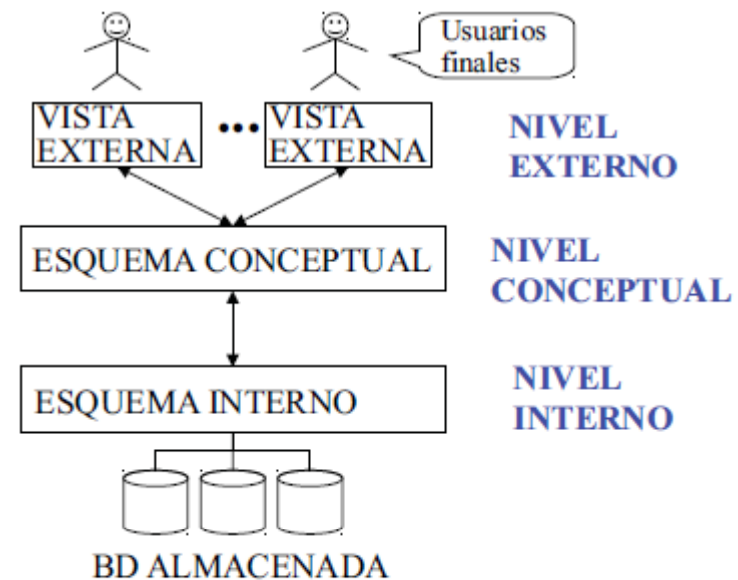 Usuarios
finales
VISTA
EXTERNA
...
VISTA
EXTERNA
NIVEL
EXTERNO
ESQUEMA CONCEPTUAL
NIVEL
CONCEPTUAL
ESQUEMA INTERNO
NIVEL
INTERNO
BD ALMACENADA